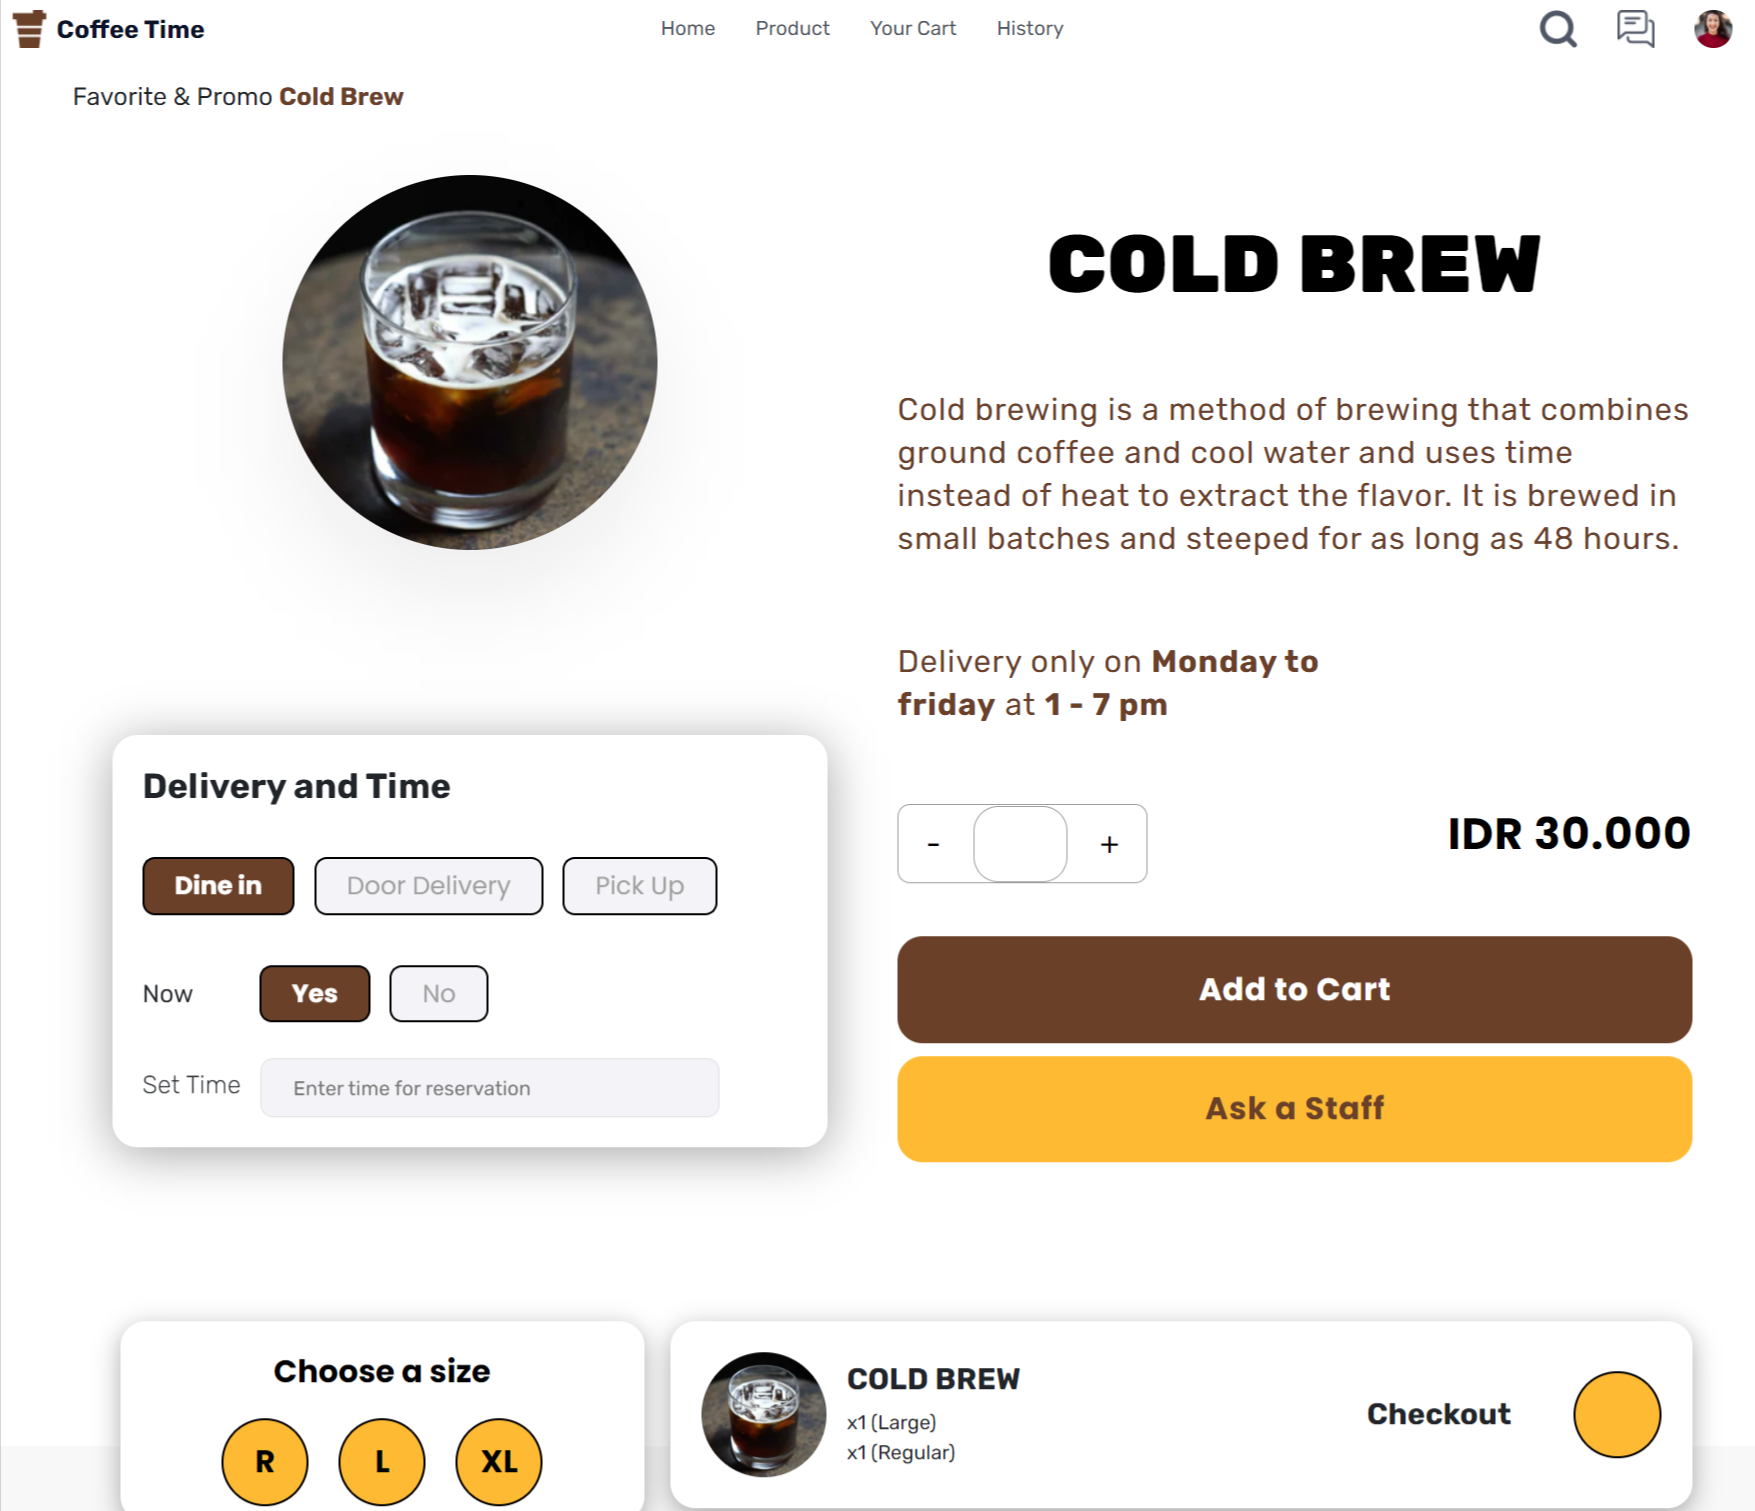 Coffee Time
Home Product Your Cart History
Favorite & Promo Cold Brew
COLD BREW
Cold brewing is a method of brewing that combines
ground coffee and cool water and uses time
instead of heat to extract the flavor. It is brewed in
small batches and steeped for as long as 48 hours.
Delivery only on Monday to
friday at 1 - 7 pm
- +
IDR 30.000
Add to Cart
Ask a Staff
Delivery and Time
Dine in Door Delivery Pick Up
Now Yes No
Set Time Enter time for reservation
Choose a size
R L XL
COLD BREW
x1 (Large)
x1 (Regular)
Checkout